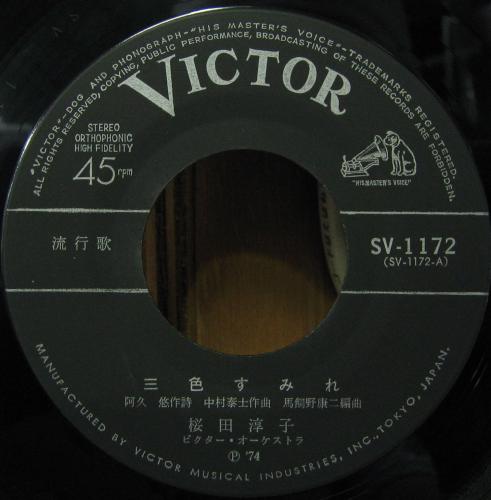 "VICTOR"-DOG AND PHONOGRAPH-"HIS MASTER'S VOICE"-TRADEMARKS REGISTERED.
ALL RIGHTS RESERVED, COPYING, PUBLIC PERFORMANCE, BROADCASTING OF THESE RECORDS ARE FORBIDDEN.
VICTOR
STEREO
ORTHOPHONIC
HIGH FIDELITY
45rpm
"HIS MASTER'S VOICE"
流行歌
SV-1172
(SV-1172-A)
三色すみれ
阿久 悠作詩 中村泰士作曲 馬飼野康二編曲
桜田淳子
ビクター・オーケストラ
Ⓟ '74
MANUFACTURED BY VICTOR MUSICAL INDUSTRIES, INC., TOKYO, JAPAN.